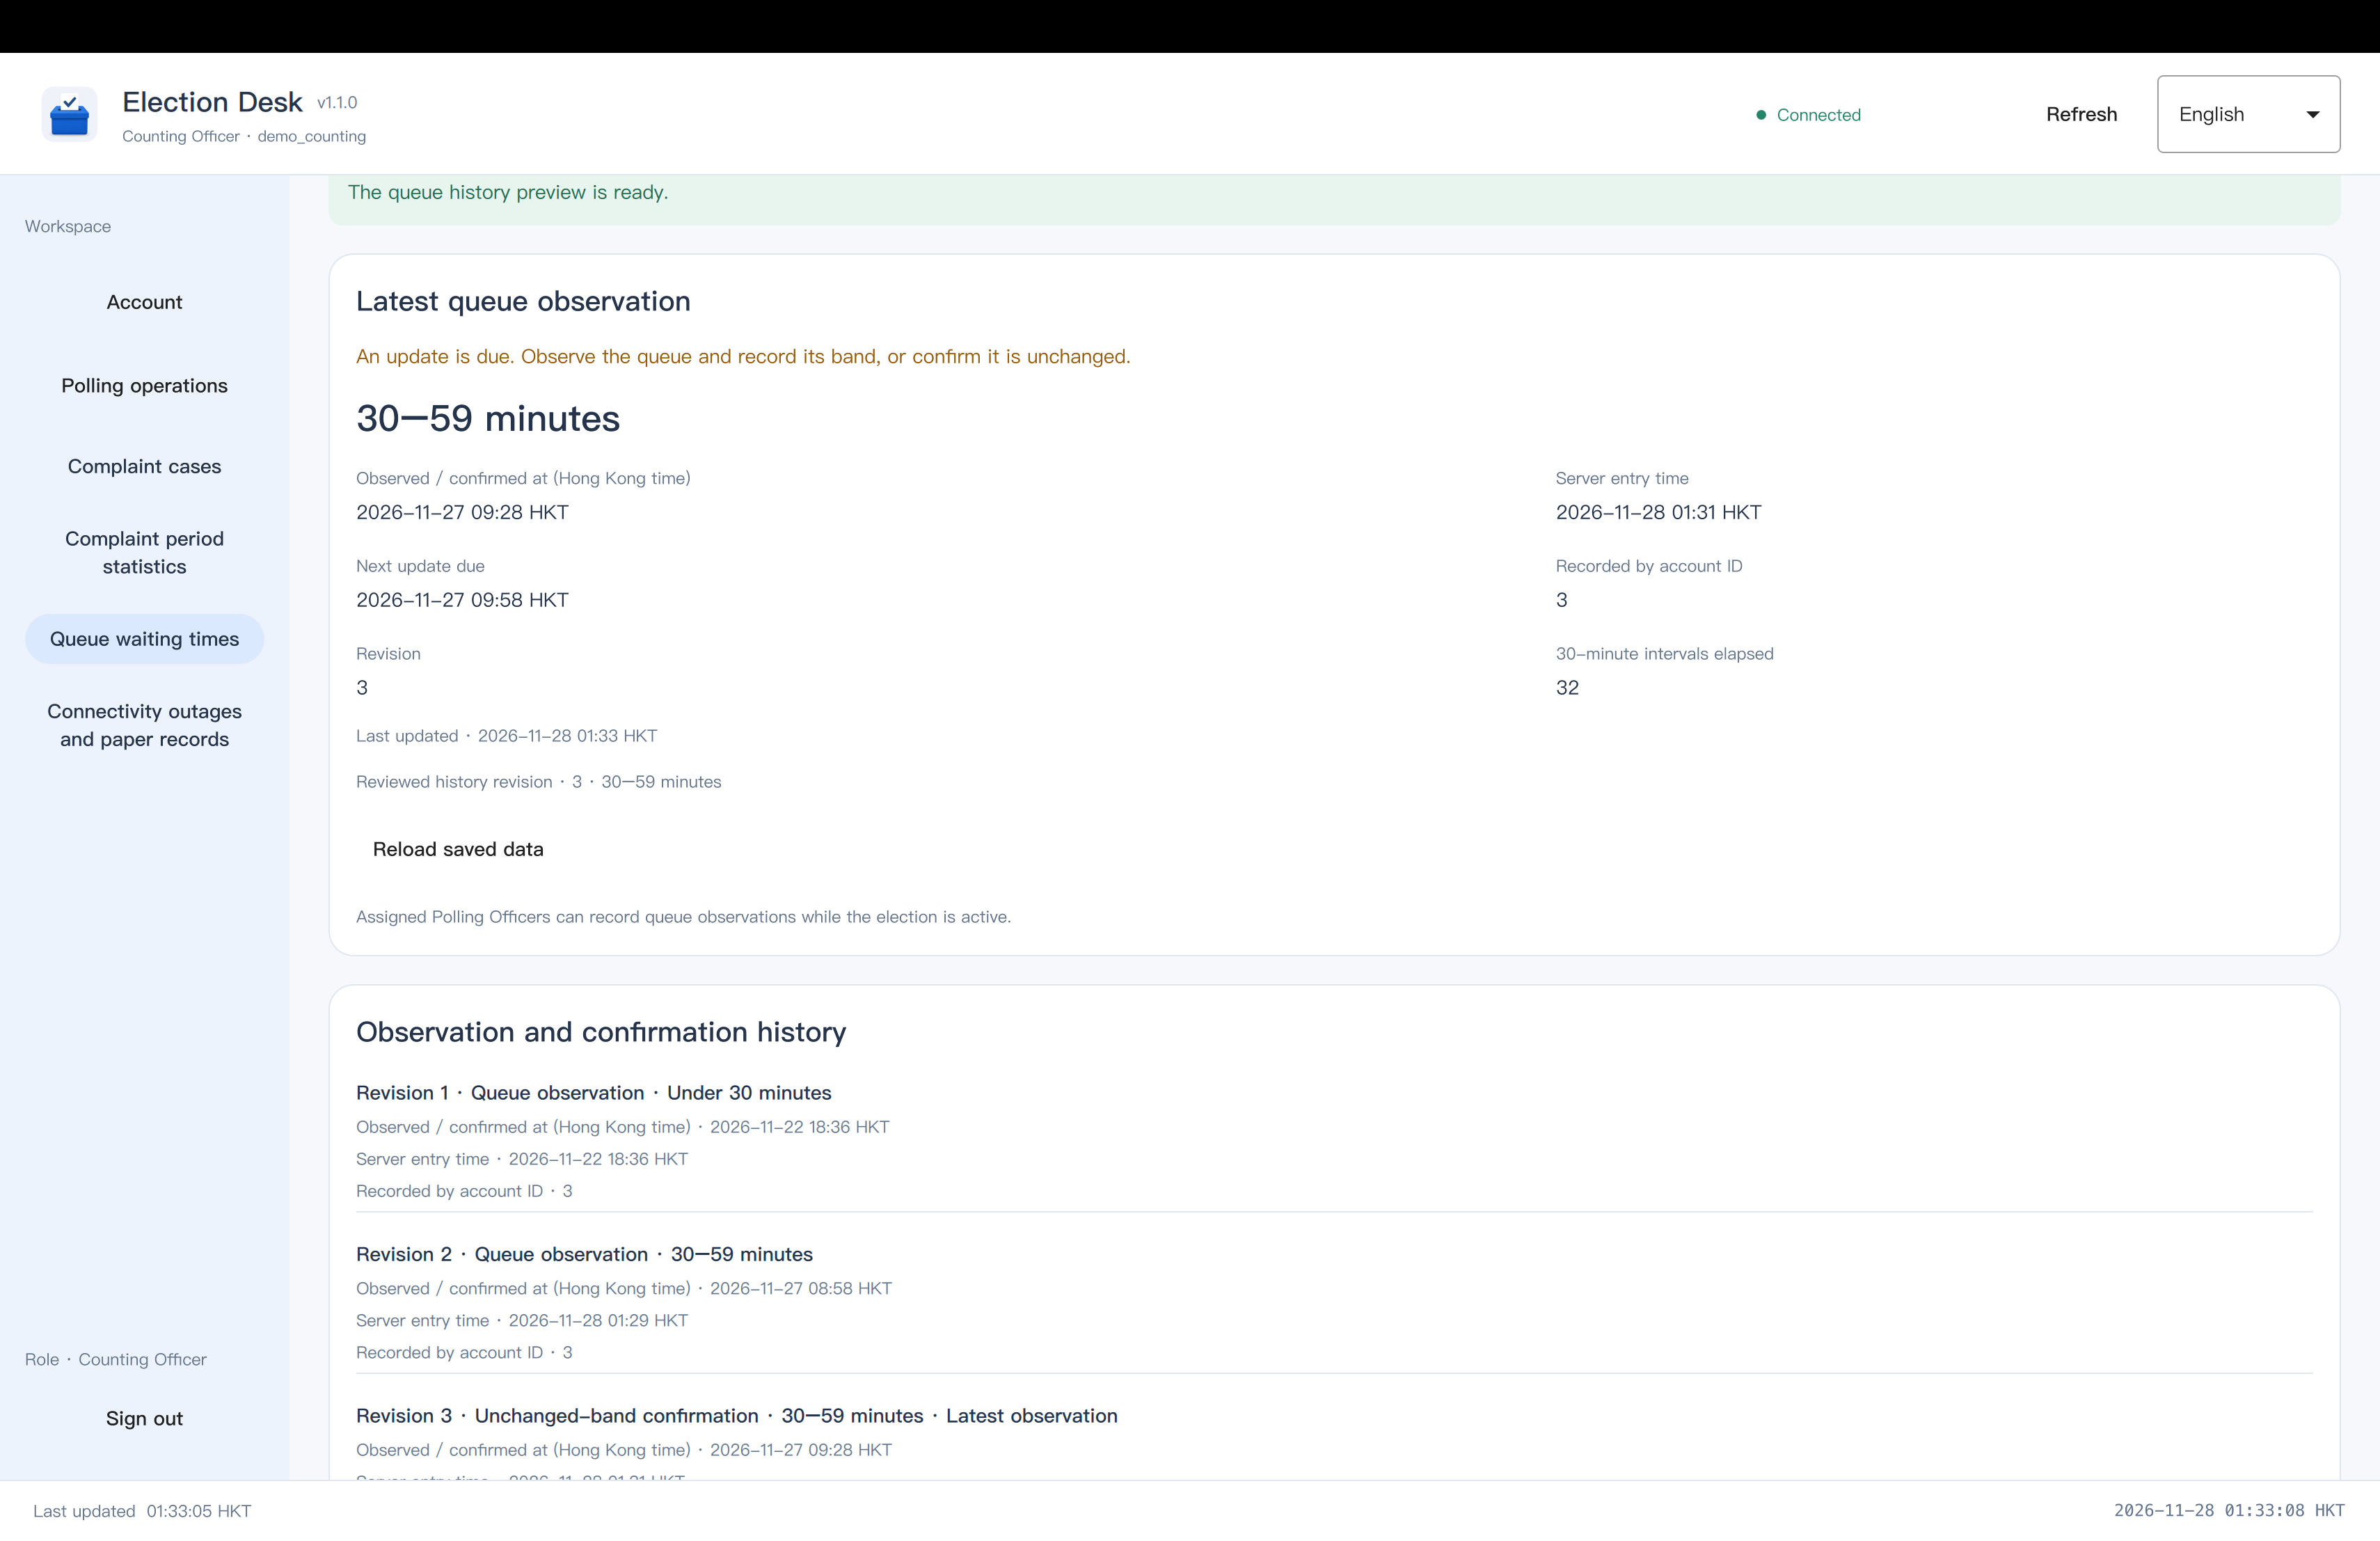 Election Desk v1.1.0
Counting Officer · demo_counting
Connected
Refresh
English
Workspace
Account
Polling operations
Complaint cases
Complaint period
statistics
Queue waiting times
Connectivity outages
and paper records
Role · Counting Officer
Sign out
The queue history preview is ready.
Latest queue observation
An update is due. Observe the queue and record its band, or confirm it is unchanged.
30—59 minutes
Observed / confirmed at (Hong Kong time)
2026–11–27 09:28 HKT
Server entry time
2026–11–28 01:31 HKT
Next update due
2026–11–27 09:58 HKT
Recorded by account ID
3
Revision
3
30–minute intervals elapsed
32
Last updated · 2026–11–28 01:33 HKT
Reviewed history revision · 3 · 30—59 minutes
Reload saved data
Assigned Polling Officers can record queue observations while the election is active.
Observation and confirmation history
Revision 1 · Queue observation · Under 30 minutes
Observed / confirmed at (Hong Kong time) · 2026–11–22 18:36 HKT
Server entry time · 2026–11–22 18:36 HKT
Recorded by account ID · 3
Revision 2 · Queue observation · 30—59 minutes
Observed / confirmed at (Hong Kong time) · 2026–11–27 08:58 HKT
Server entry time · 2026–11–28 01:29 HKT
Recorded by account ID · 3
Revision 3 · Unchanged–band confirmation · 30—59 minutes · Latest observation
Observed / confirmed at (Hong Kong time) · 2026–11–27 09:28 HKT
Server entry time · 2026–11–28 01:31 HKT
Last updated 01:33:05 HKT
2026-11-28 01:33:08 HKT